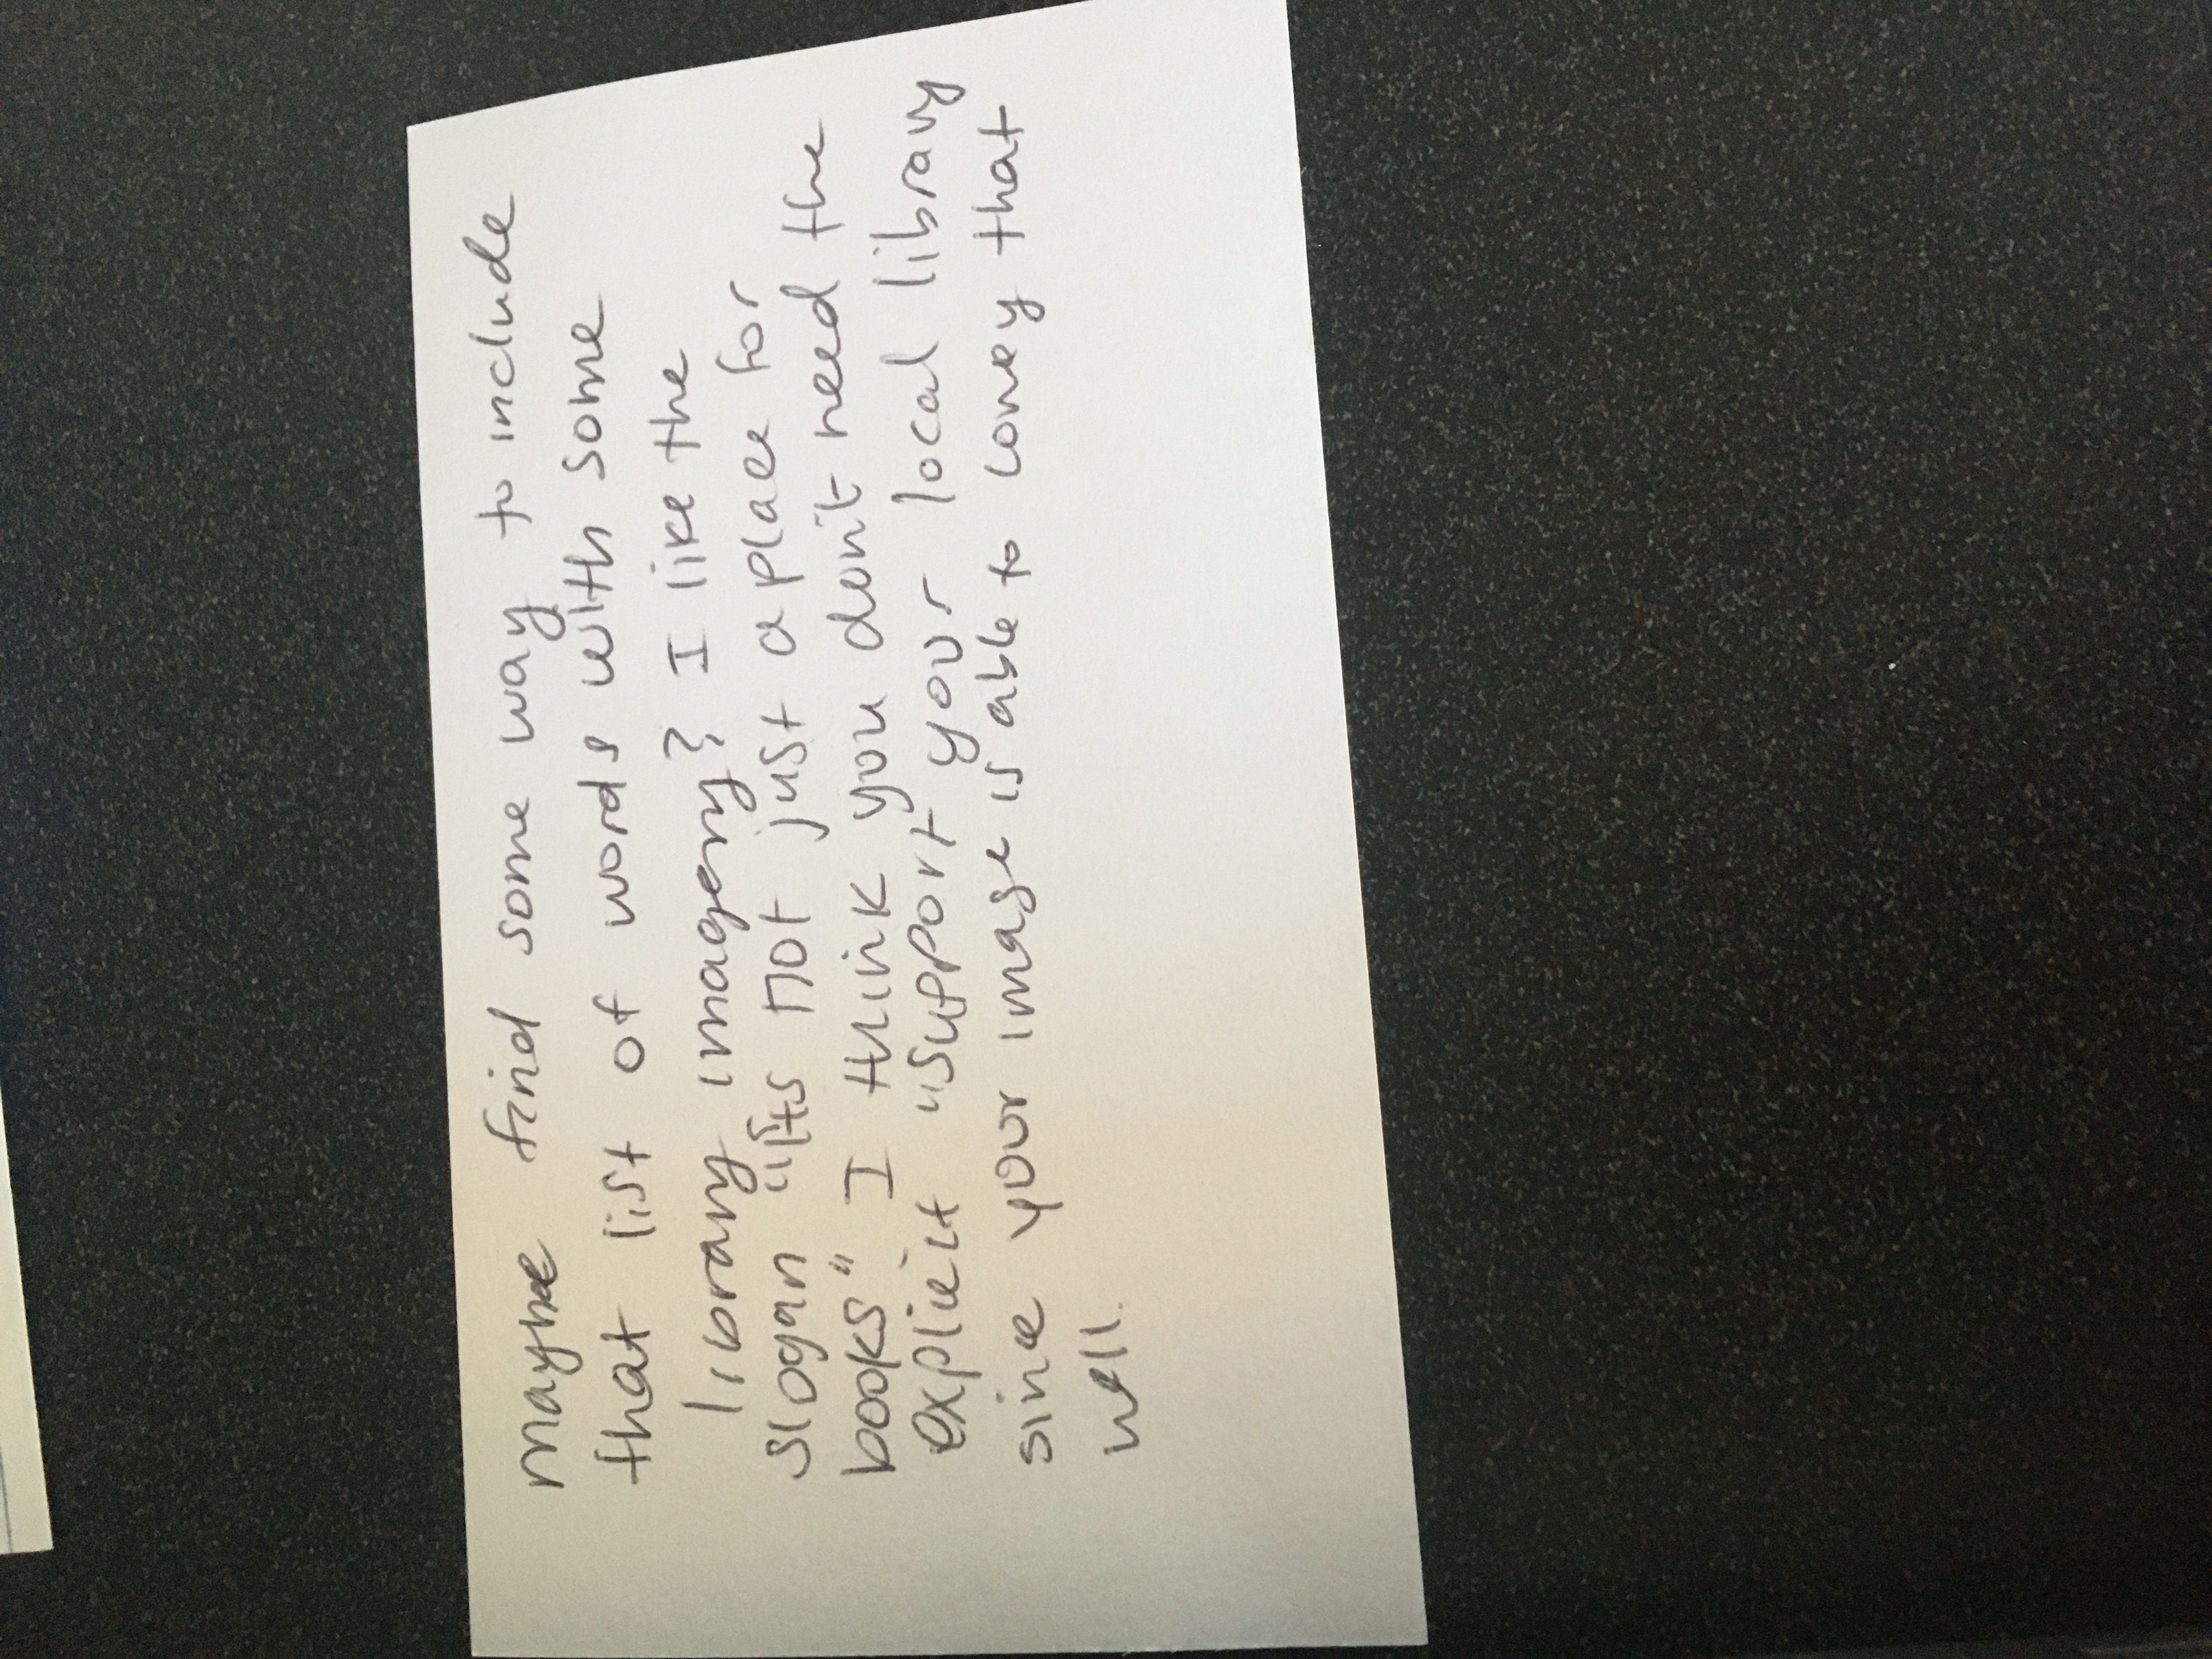 Maybe find some way to include
that list of words with some
library imagery? I like the
slogan "Its not just a place for
books". I think you don't need the
explicit "support your local library
since your image is able to convey that
well.